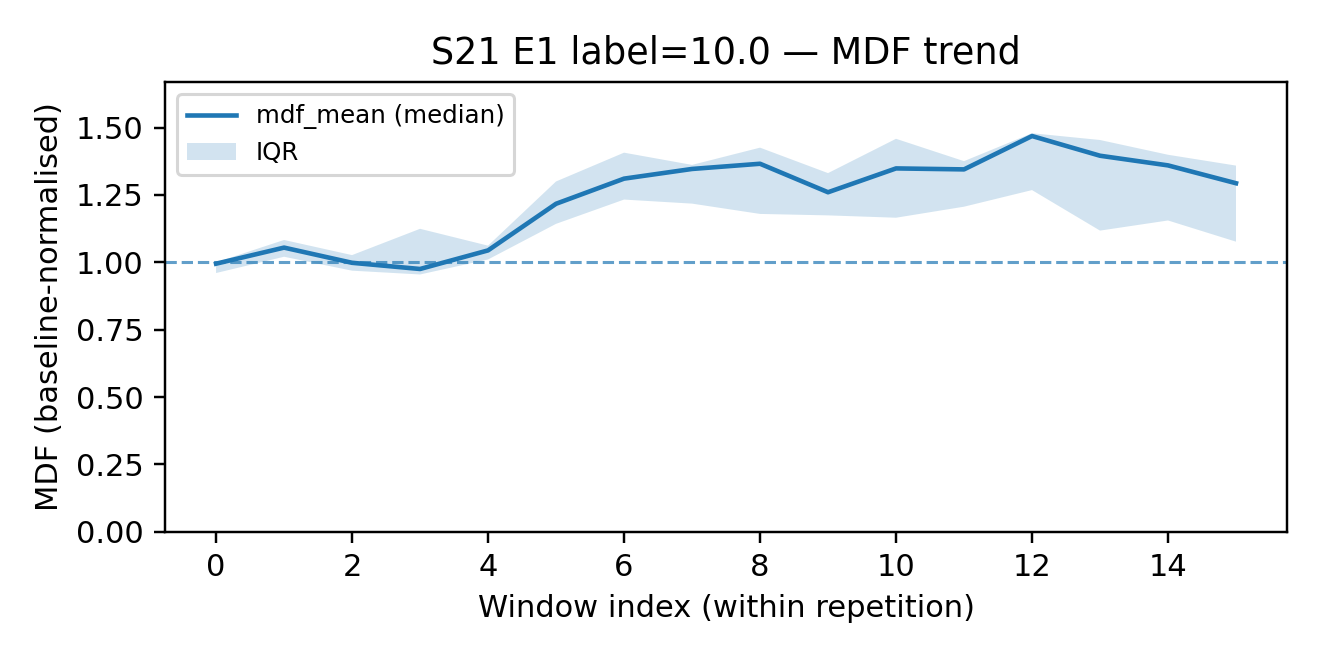 S21 E1 label=10.0 — MDF trend
mdf_mean (median)
IQR
MDF (baseline-normalised)
1.50
1.25
1.00
0.75
0.50
0.25
0.00
0 2 4 6 8 10 12 14
Window index (within repetition)